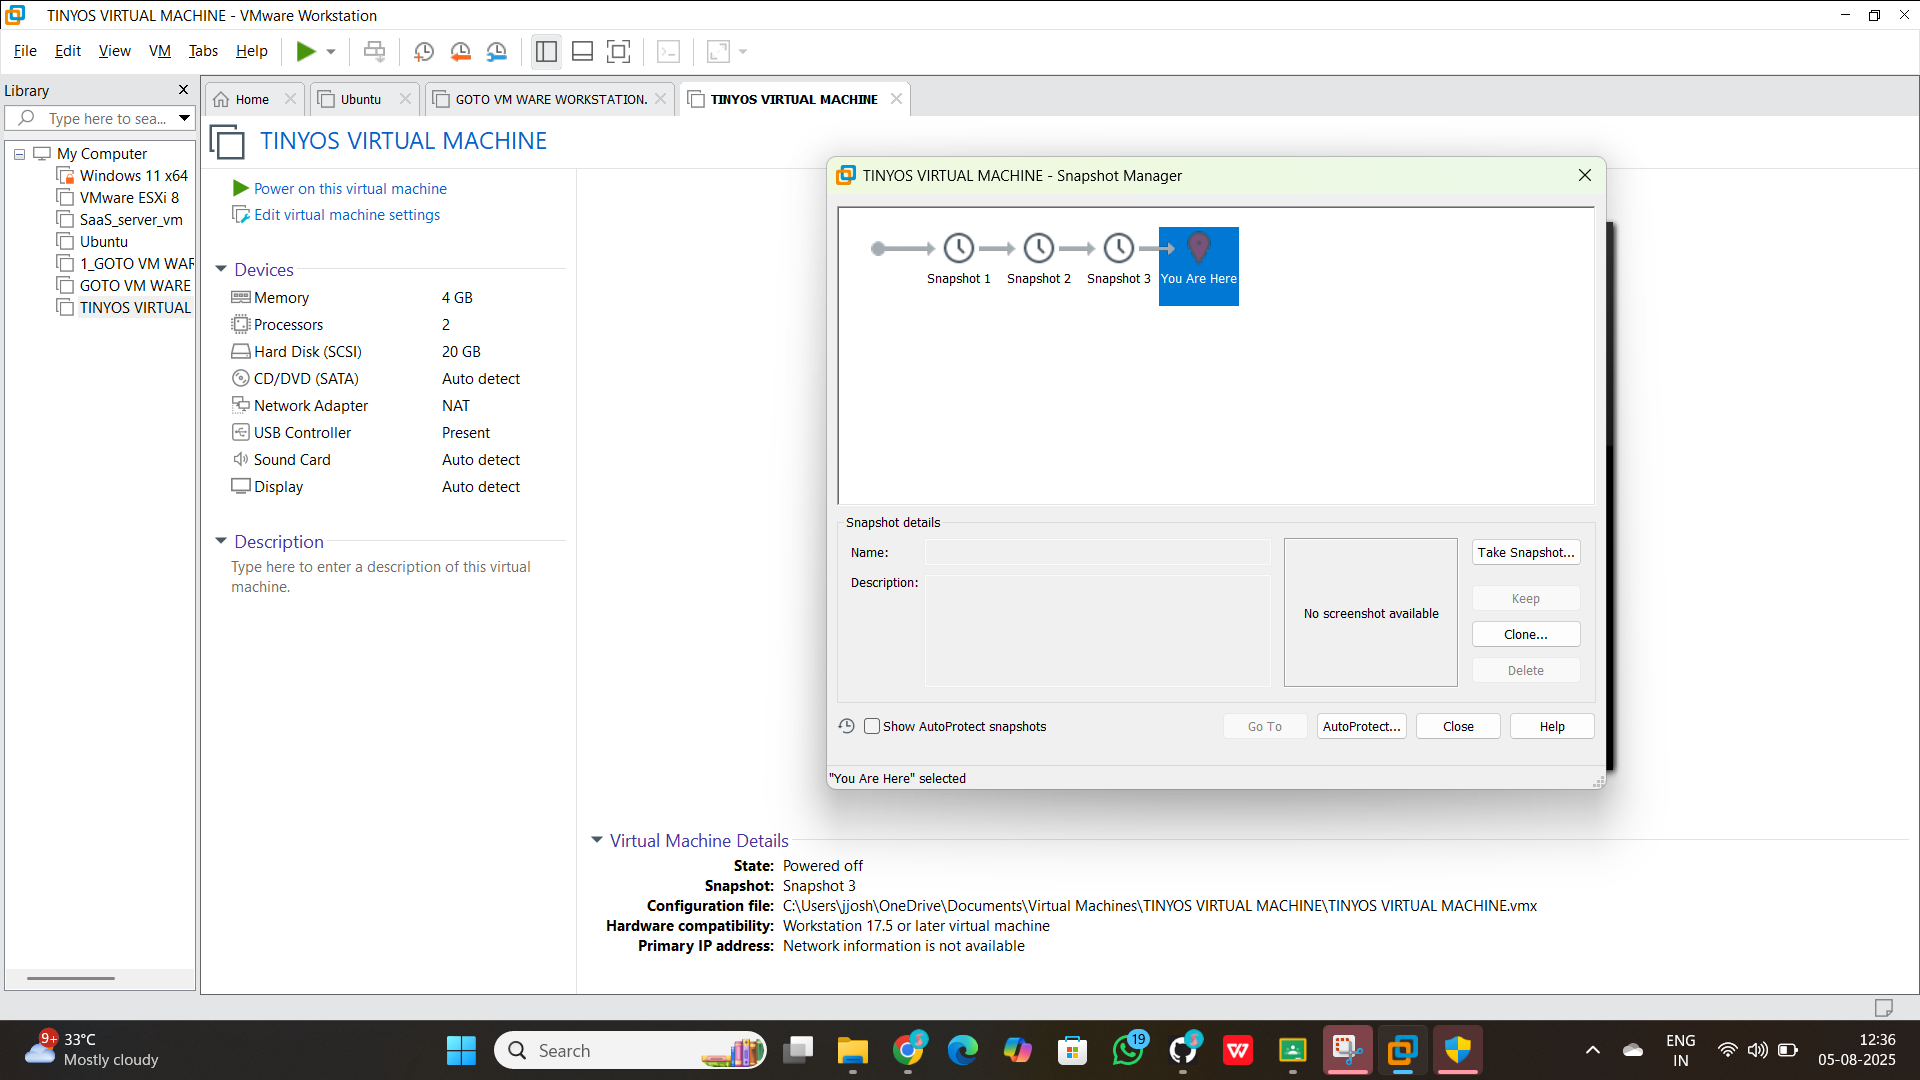 TINYOS VIRTUAL MACHINE - VMware Workstation
File Edit View VM Tabs Help
Library
Type here to sea...
My Computer
Windows 11 x64
VMware ESXi 8
SaaS_server_vm
Ubuntu
1_GOTO VM WAR
GOTO VM WARE
TINYOS VIRTUAL
Home Ubuntu GOTO VM WARE WORKSTATION. TINYOS VIRTUAL MACHINE
TINYOS VIRTUAL MACHINE
Power on this virtual machine
Edit virtual machine settings
Devices
Memory 4 GB
Processors 2
Hard Disk (SCSI) 20 GB
CD/DVD (SATA) Auto detect
Network Adapter NAT
USB Controller Present
Sound Card Auto detect
Display Auto detect
Description
Type here to enter a description of this virtual
machine.
TINYOS VIRTUAL MACHINE - Snapshot Manager
Snapshot 1 Snapshot 2 Snapshot 3 You Are Here
Snapshot details
Name:
Description:
No screenshot available
Take Snapshot...
Keep
Clone...
Delete
Show AutoProtect snapshots
Go To AutoProtect... Close Help
"You Are Here" selected
Virtual Machine Details
State: Powered off
Snapshot: Snapshot 3
Configuration file: C:\Users\jjosh\OneDrive\Documents\Virtual Machines\TINYOS VIRTUAL MACHINE\TINYOS VIRTUAL MACHINE.vmx
Hardware compatibility: Workstation 17.5 or later virtual machine
Primary IP address: Network information is not available
9+
33°C
Mostly cloudy
Search
19
W
ENG
IN
12:36
05-08-2025